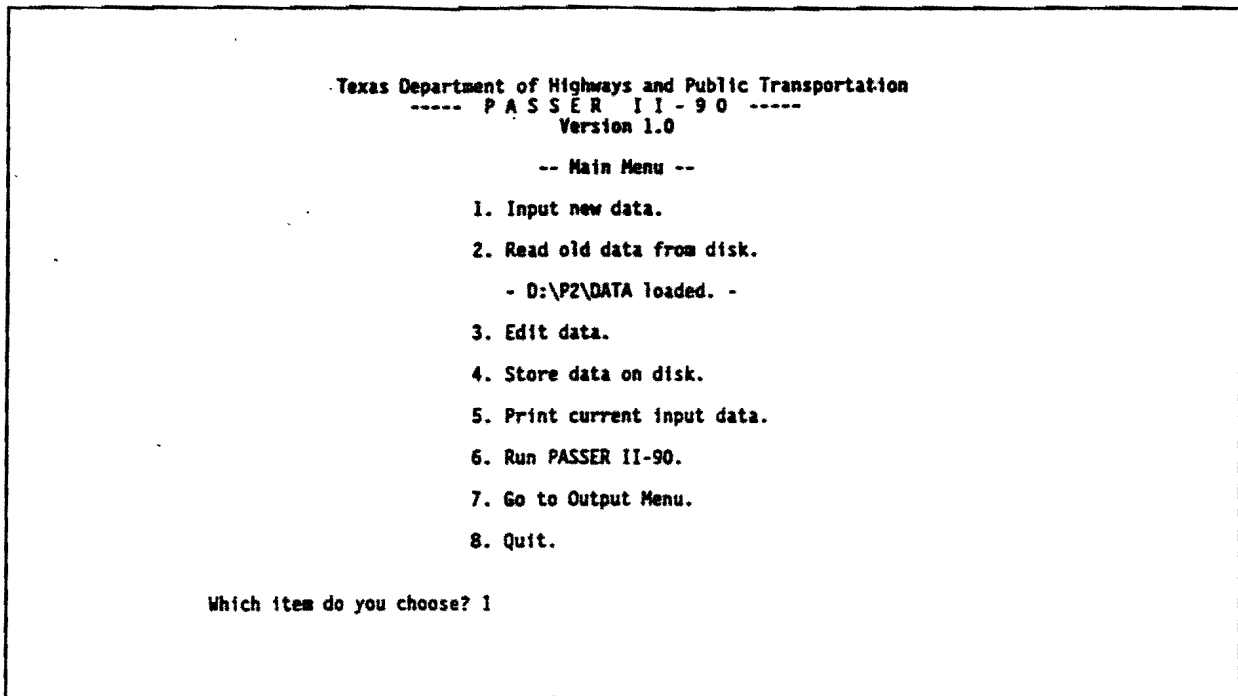 Texas Department of Highways and Public Transportation
----- P A S S E R I I - 9 0 -----
Version 1.0
-- Main Menu --
1. Input new data.
2. Read old data from disk.
- D:\P2\DATA loaded. -
3. Edit data.
4. Store data on disk.
5. Print current input data.
6. Run PASSER II-90.
7. Go to Output Menu.
8. Quit.
Which item do you choose? 1